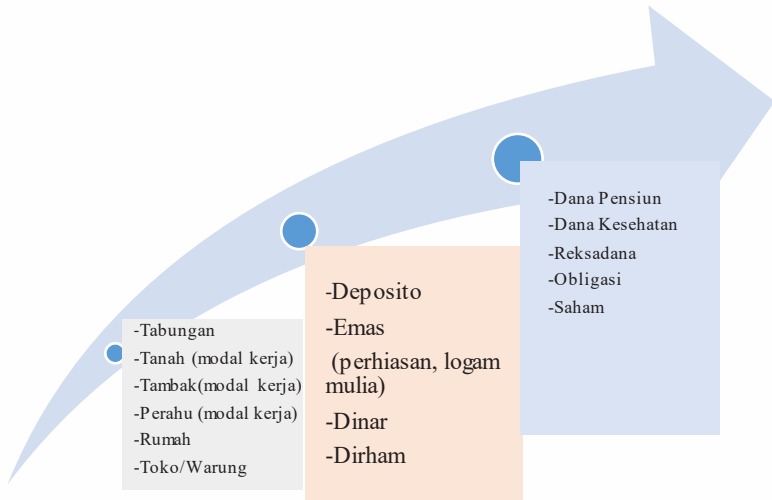 -Tabungan
-Tanah (modal kerja)
-Tambak(modal kerja)
-Perahu (modal kerja)
-Rumah
-Toko/Warung
-Deposito
-Emas
(perhiasan, logam
mulia)
-Dinar
-Dirham
-Dana Pensiun
-Dana Kesehatan
-Reksadana
-Obligasi
-Saham